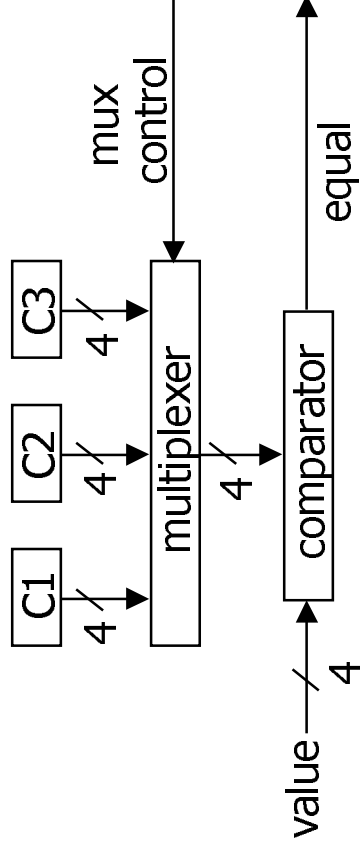 C1
C2
C3
4
4
4
mux
control
multiplexer
4
value
comparator
equal
4